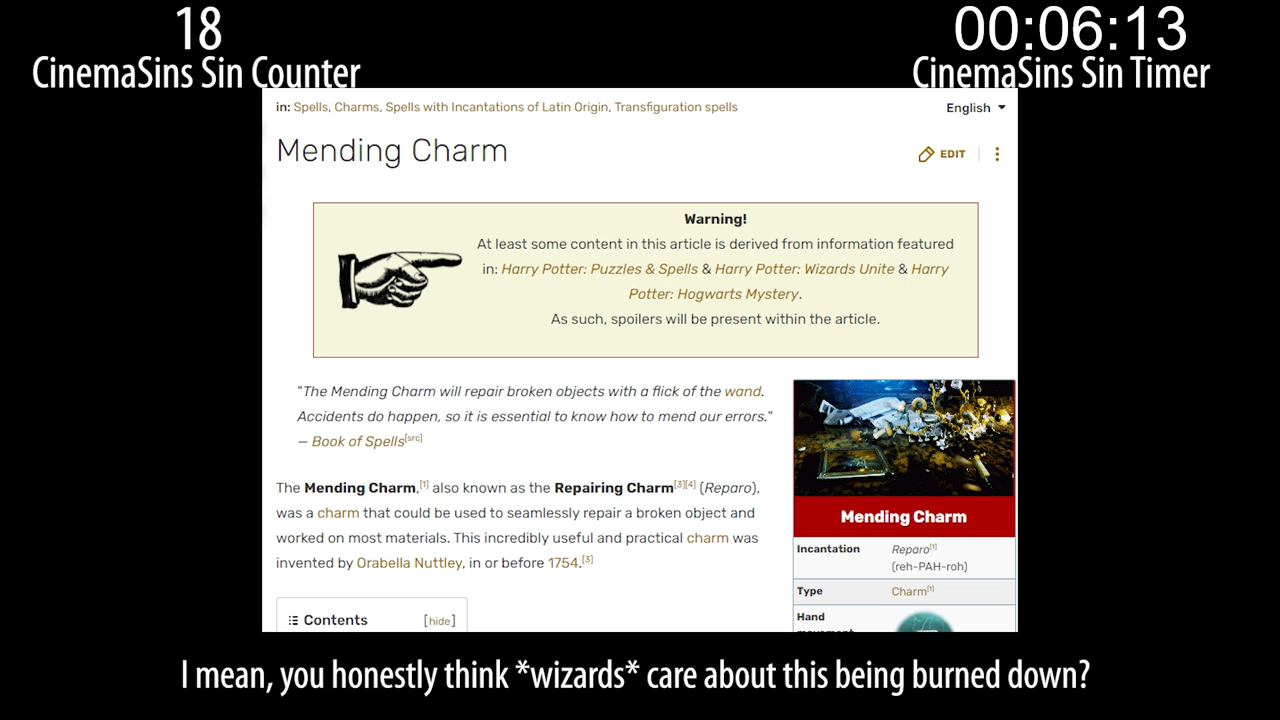 18
CinemaSins Sin Counter
00:06:13
CinemaSins Sin Timer
in: Spells, Charms, Spells with Incantations of Latin Origin, Transfiguration spells
English
Mending Charm
EDIT
Warning!
At least some content in this article is derived from information featured
in: Harry Potter: Puzzles & Spells & Harry Potter: Wizards Unite & Harry
Potter: Hogwarts Mystery.
As such, spoilers will be present within the article.
"The Mending Charm will repair broken objects with a flick of the wand.
Accidents do happen, so it is essential to know how to mend our errors."
— Book of Spells[src]
The Mending Charm,[1] also known as the Repairing Charm[3][4] (Reparo),
was a charm that could be used to seamlessly repair a broken object and
worked on most materials. This incredibly useful and practical charm was
invented by Orabella Nuttley, in or before 1754.[3]
Contents [hide]
Mending Charm
Incantation Reparo[1]
(reh-PAH-roh)
Type Charm[1]
Hand
movement
I mean, you honestly think *wizards* care about this being burned down?